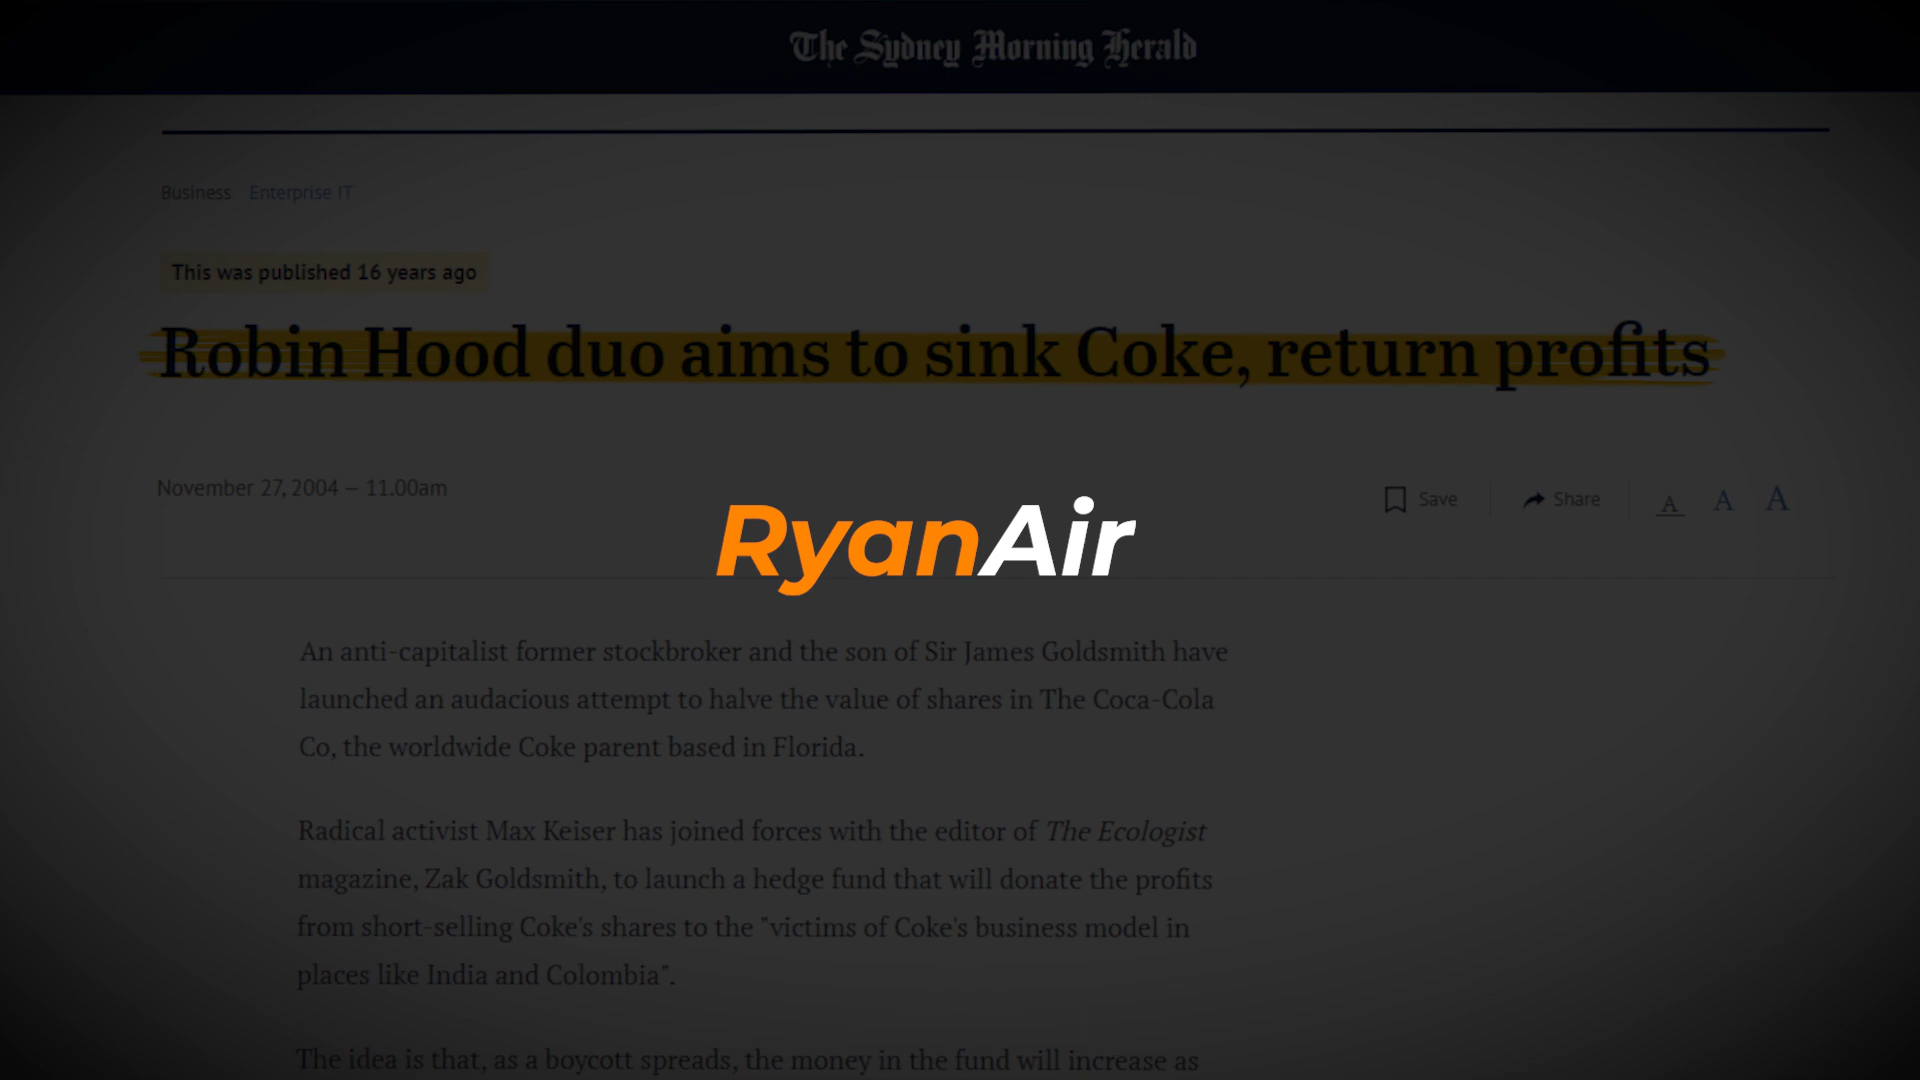 The Sydney Morning Herald
Business Enterprise IT
This was published 16 years ago
Robin Hood duo aims to sink Coke, return profits
November 27, 2004 — 11.00am
Save Share A A A
RyanAir
An anti-capitalist former stockbroker and the son of Sir James Goldsmith have
launched an audacious attempt to halve the value of shares in The Coca-Cola
Co, the worldwide Coke parent based in Florida.
Radical activist Max Keiser has joined forces with the editor of The Ecologist
magazine, Zak Goldsmith, to launch a hedge fund that will donate the profits
from short-selling Coke's shares to the "victims of Coke's business model in
places like India and Colombia".
The idea is that, as a boycott spreads, the money in the fund will increase as